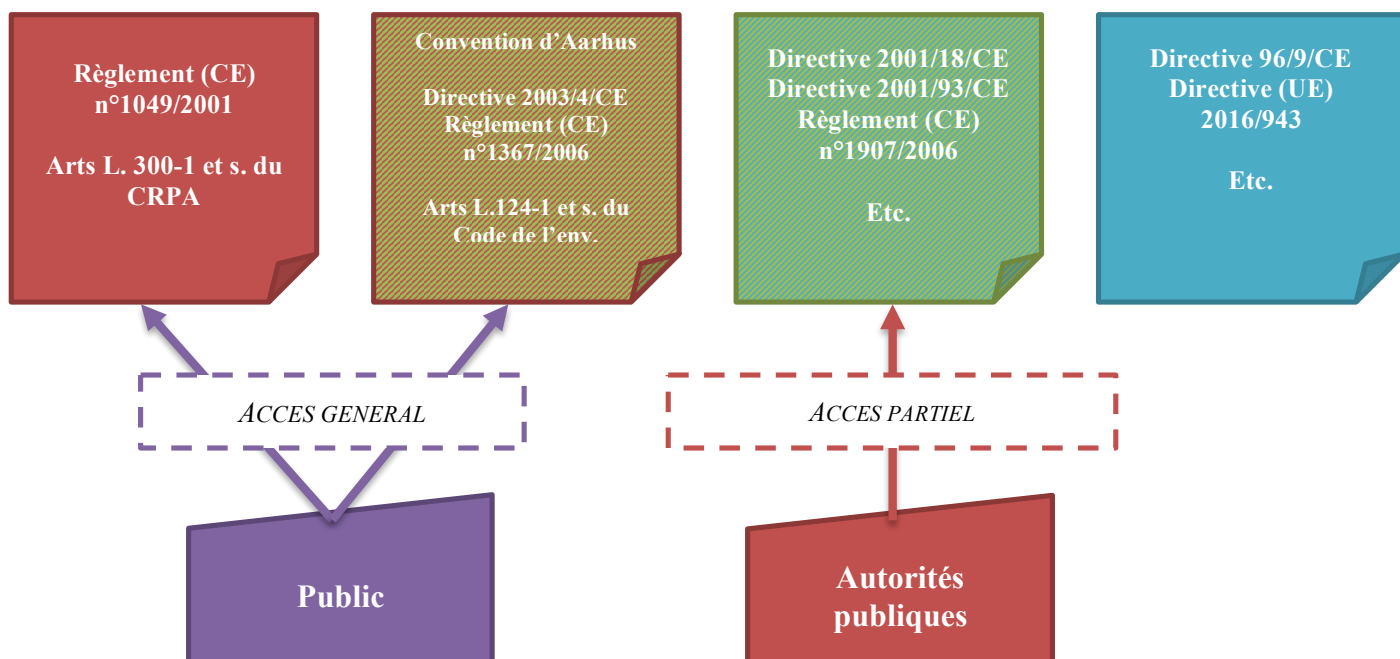 Règlement (CE)
n°1049/2001
Arts L. 300-1 et s. du
CRPA
Convention d’Aarhus
Directive 2003/4/CE
Règlement (CE)
n°1367/2006
Arts L.124-1 et s. du
Code de l’env.
Directive 2001/18/CE
Directive 2001/93/CE
Règlement (CE)
n°1907/2006
Etc.
Directive 96/9/CE
Directive (UE)
2016/943
Etc.
ACCES GENERAL
ACCES PARTIEL
Public
Autorités
publiques